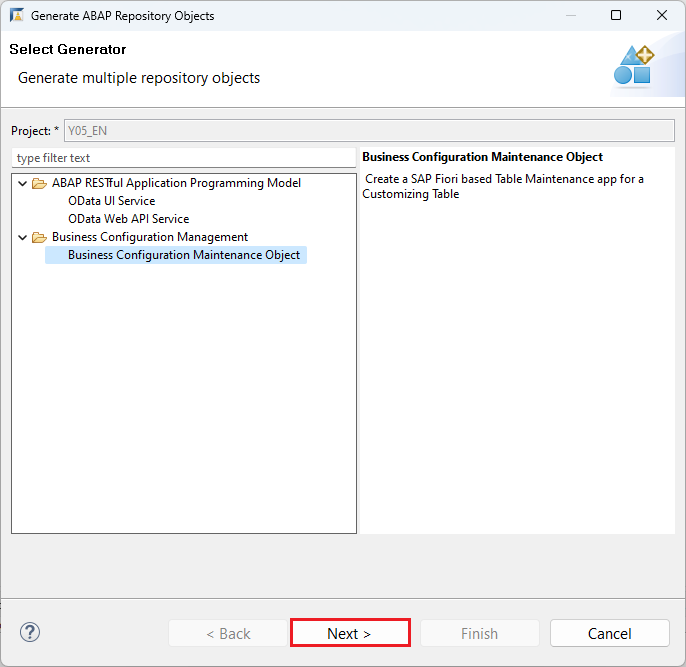 Generate ABAP Repository Objects
Select Generator
Generate multiple repository objects
Project: * Y05_EN
type filter text
ABAP RESTful Application Programming Model
OData UI Service
OData Web API Service
Business Configuration Management
Business Configuration Maintenance Object
Business Configuration Maintenance Object
Create a SAP Fiori based Table Maintenance app for a
Customizing Table
? < Back Next > Finish Cancel